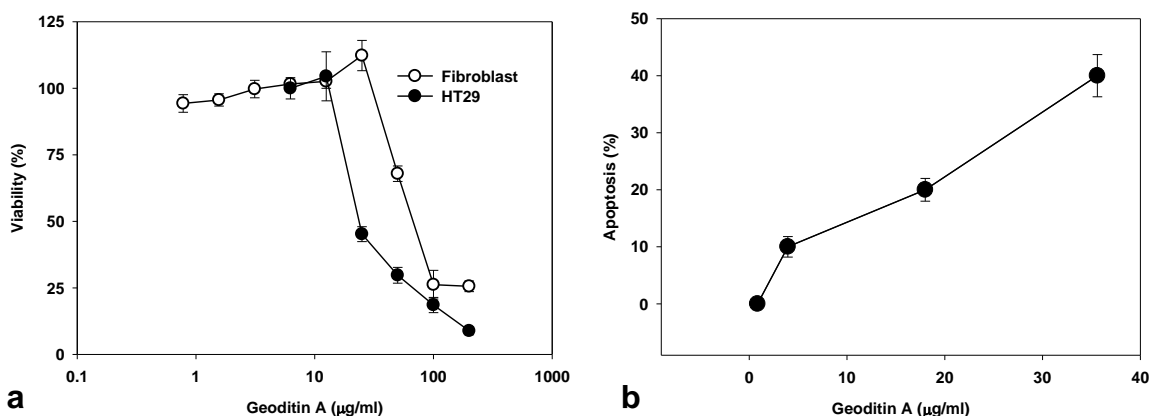 125
100
75
50
25
0
Viability (%)
0.1 1 10 100 1000
Geoditin A (µg/ml)
Fibroblast
HT29
a
50
40
30
20
10
0
Apoptosis (%)
0 10 20 30 40
Geoditin A (µg/ml)
b